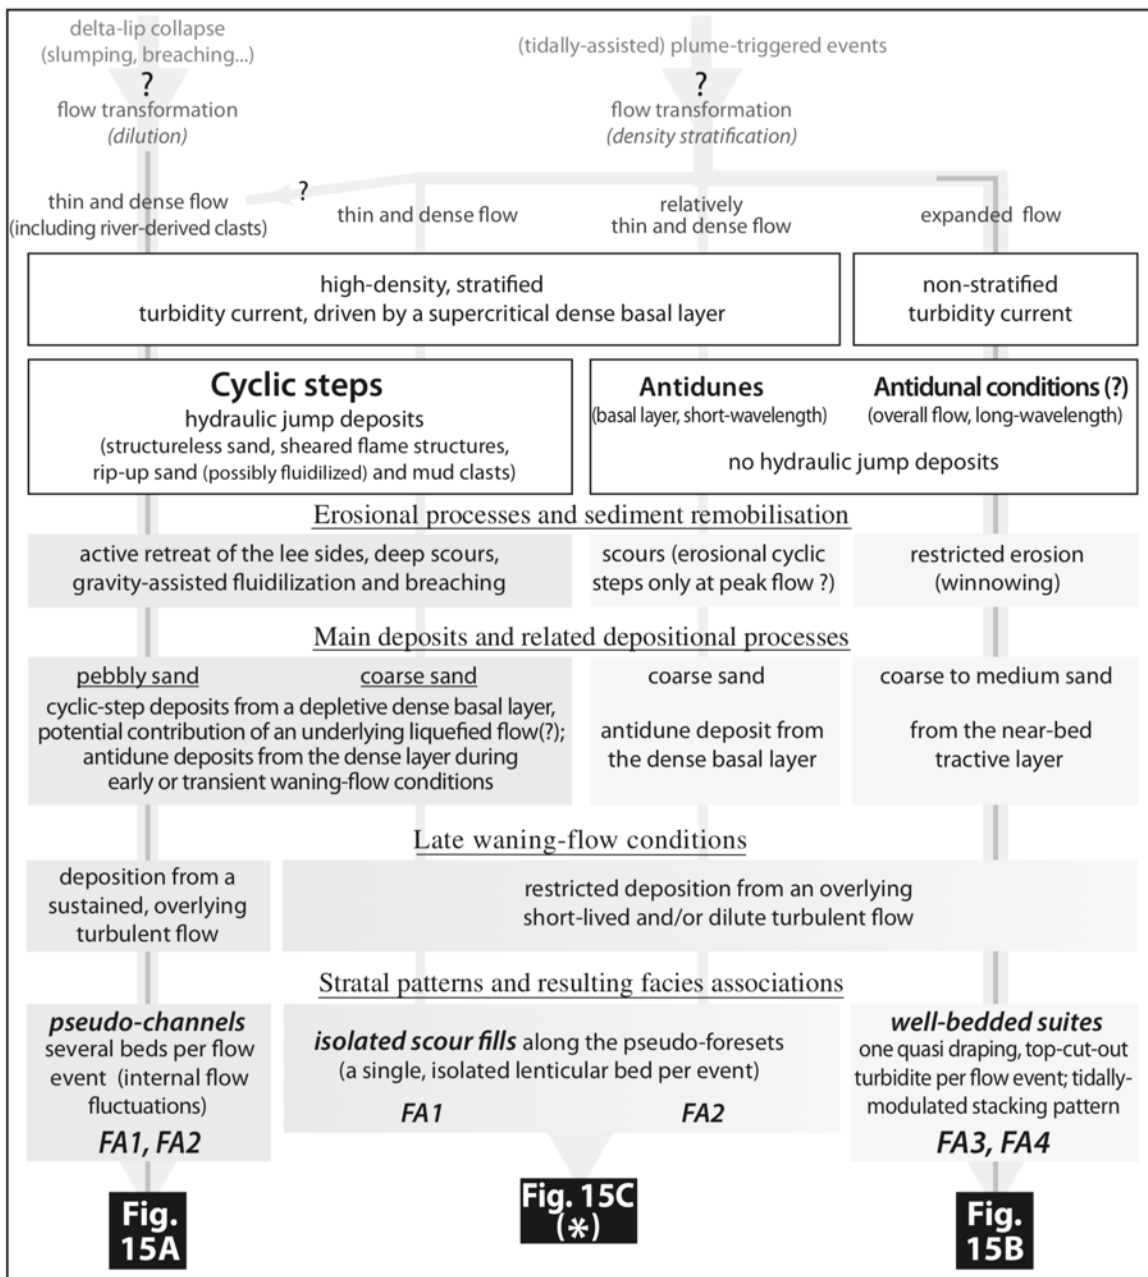 delta-lip collapse
(slumping, breaching...)
?
flow transformation
(dilution)
(tidally-assisted) plume-triggered events
?
flow transformation
(density stratification)
?
thin and dense flow
(including river-derived clasts)
thin and dense flow
relatively
thin and dense flow
expanded flow
high-density, stratified
turbidity current, driven by a supercritical dense basal layer
non-stratified
turbidity current
Cyclic steps
hydraulic jump deposits
(structureless sand, sheared flame structures,
rip-up sand (possibly fluidilized) and mud clasts)
Antidunes
(basal layer, short-wavelength)
Antidunal conditions (?)
(overall flow, long-wavelength)
no hydraulic jump deposits
Erosional processes and sediment remobilisation
active retreat of the lee sides, deep scours,
gravity-assisted fluidilization and breaching
scours (erosional cyclic
steps only at peak flow ?)
restricted erosion
(winnowing)
Main deposits and related depositional processes
pebbly sand
coarse sand
cyclic-step deposits from a depletive dense basal layer,
potential contribution of an underlying liquefied flow(?);
antidune deposits from the dense layer during
early or transient waning-flow conditions
coarse sand
antidune deposit from
the dense basal layer
coarse to medium sand
from the near-bed
tractive layer
Late waning-flow conditions
deposition from a
sustained, overlying
turbulent flow
restricted deposition from an overlying
short-lived and/or dilute turbulent flow
Stratal patterns and resulting facies associations
pseudo-channels
several beds per flow
event (internal flow
fluctuations)
FA1, FA2
isolated scour fills along the pseudo-foresets
(a single, isolated lenticular bed per event)
FA1
FA2
well-bedded suites
one quasi draping, top-cut-out
turbidite per flow event; tidally-
modulated stacking pattern
FA3, FA4
Fig.
15A
Fig. 15C
(*)
Fig.
15B